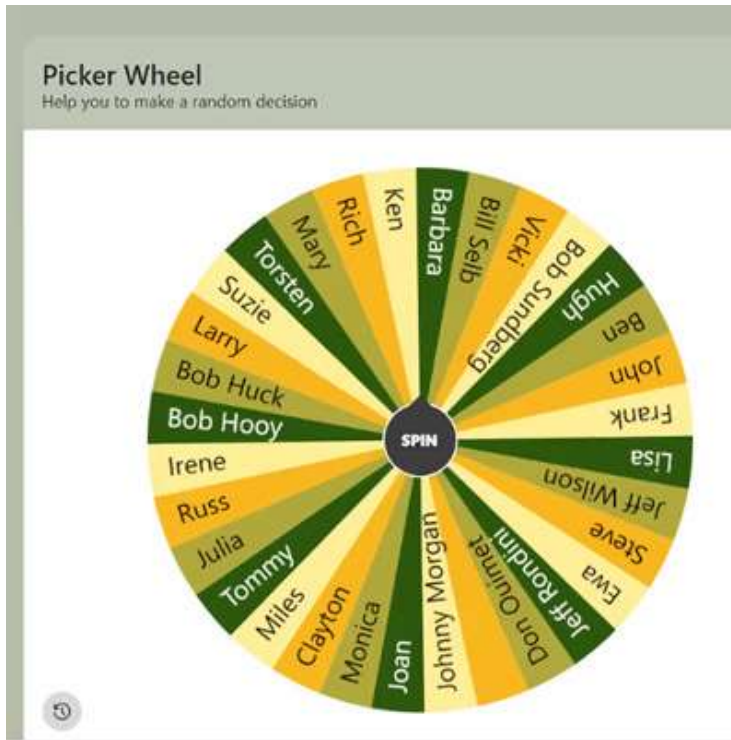 Picker Wheel
Help you to make a random decision
Barbara
Bill Selb
Vicki
Bob Sundberg
Hugh
Ben
John
Frank
Lisa
Jeff Wilson
Steve
Ewa
Jeff Rondini
Don Ouimet
Johnny Morgan
Joan
Monica
Clayton
Miles
Tommy
Julia
Russ
Irene
Bob Hooy
Bob Huck
Larry
Suzie
Torsten
Mary
Rich
Ken
SPIN